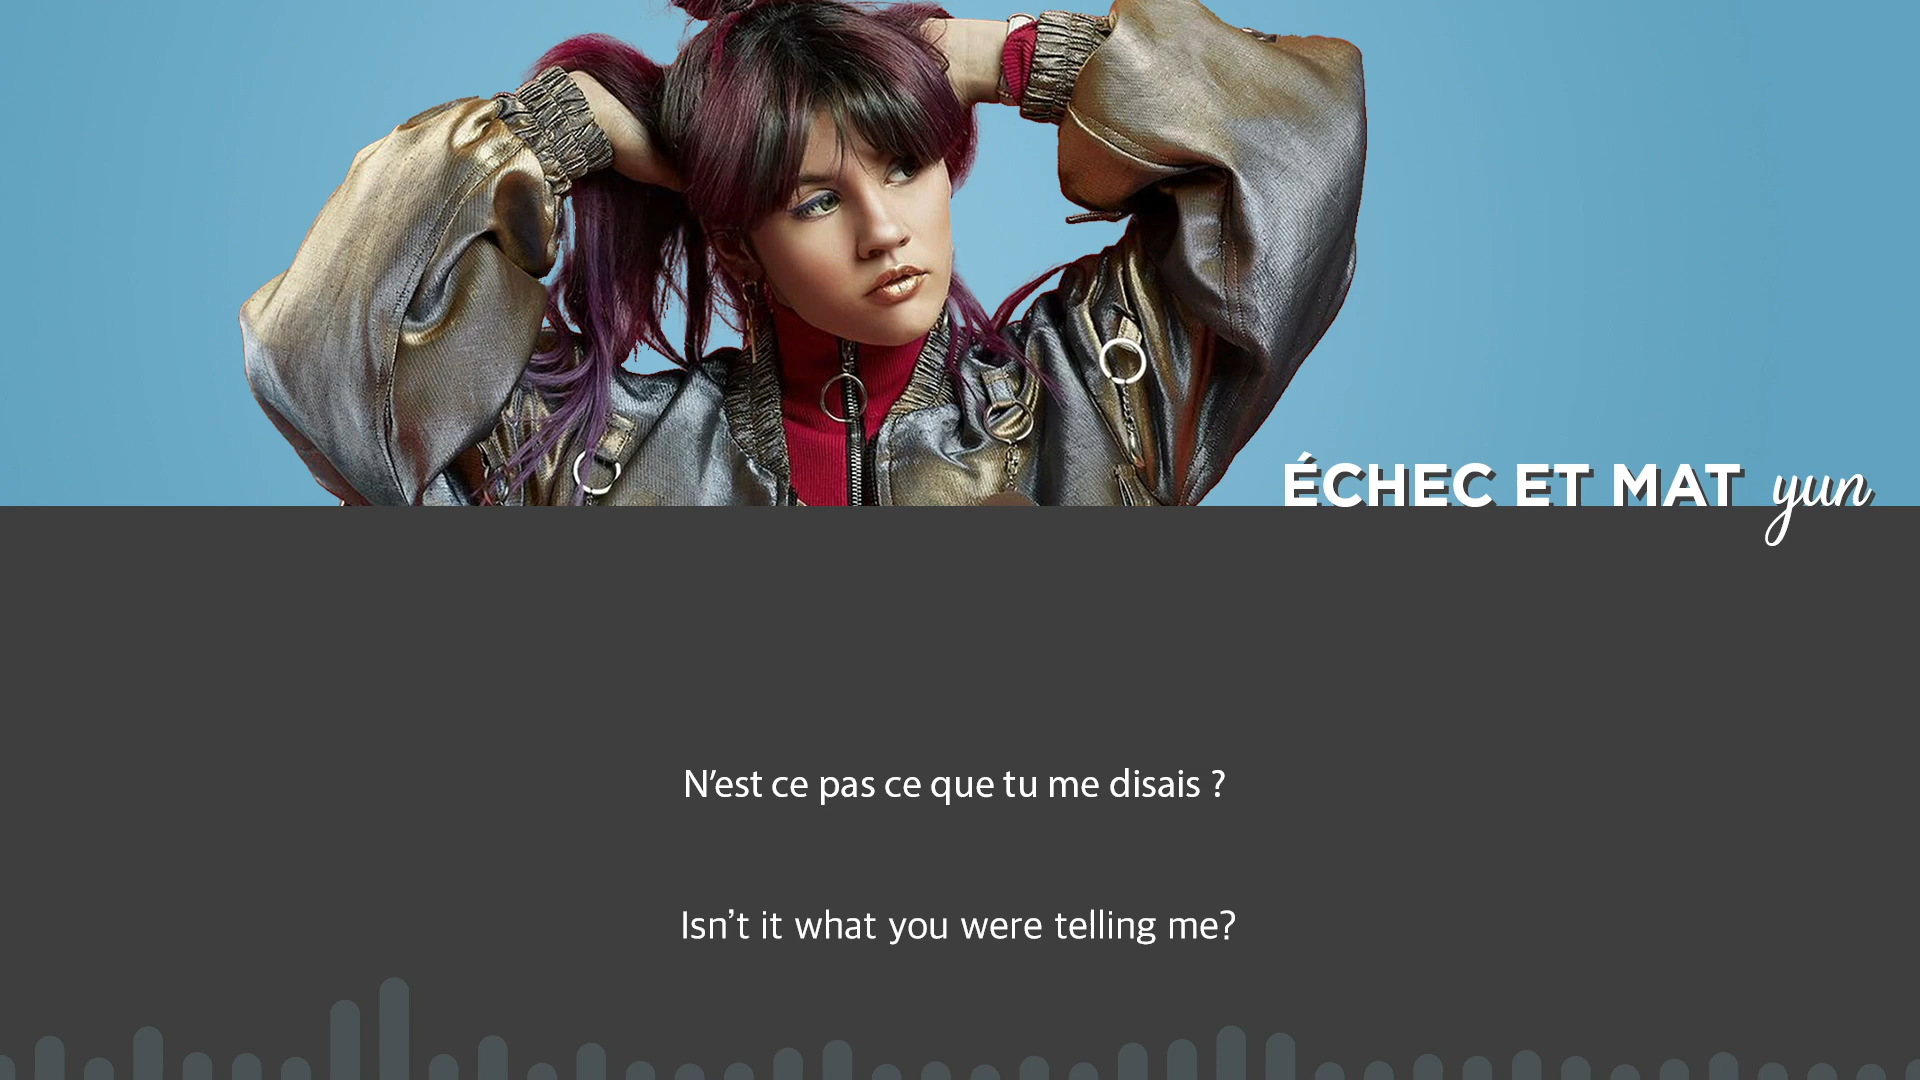 ÉCHEC ET MAT yun
N'est ce pas ce que tu me disais ?
Isn't it what you were telling me?